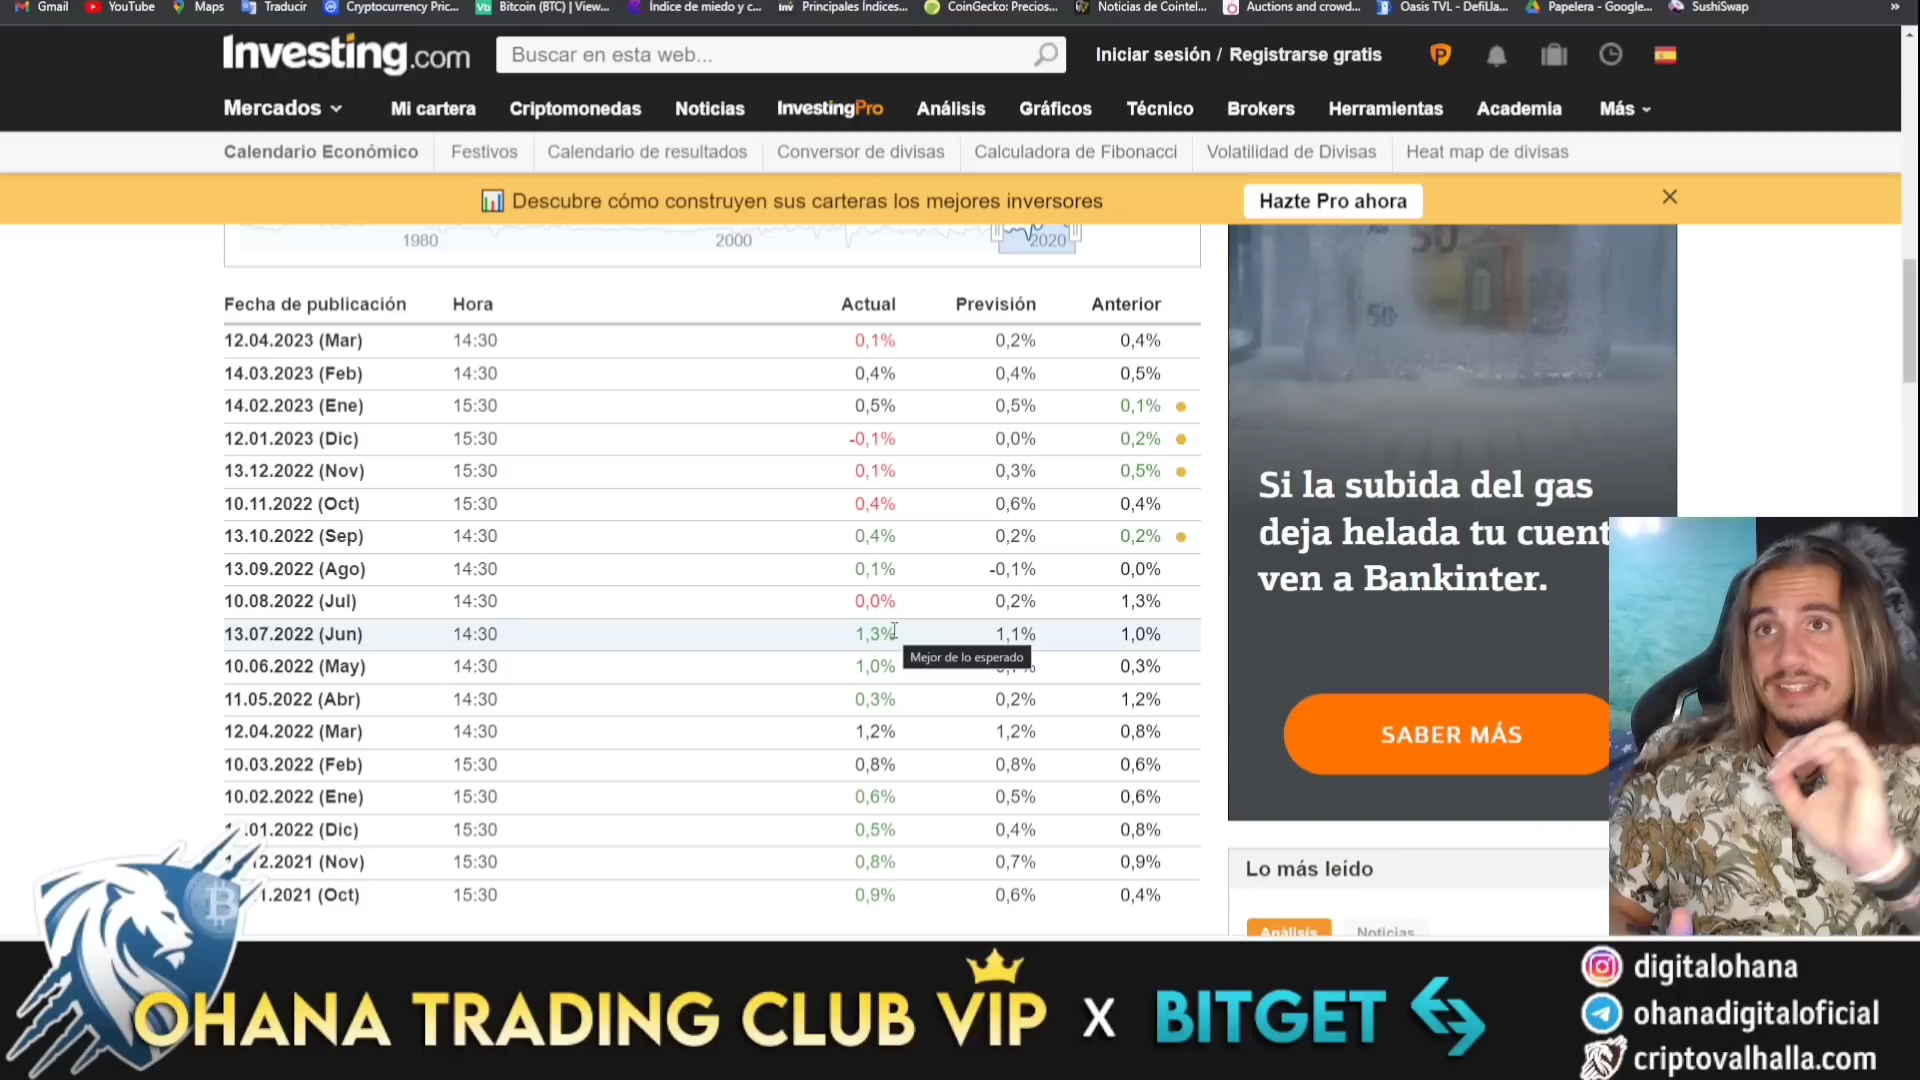 Gmail YouTube Maps Traducir Cryptocurrency Pric... Bitcoin (BTC) | View... Índice de miedo y c... Principales Índices... CoinGecko: Precios... Noticias de Cointel... Auctions and crowd... Oasis TVL - DefiLla... Papelera - Google... SushiSwap »
Investing.com Buscar en esta web... Iniciar sesión / Registrarse gratis
Mercados Mi cartera Criptomonedas Noticias InvestingPro Análisis Gráficos Técnico Brokers Herramientas Academia Más
Calendario Económico Festivos Calendario de resultados Conversor de divisas Calculadora de Fibonacci Volatilidad de Divisas Heat map de divisas
Descubre cómo construyen sus carteras los mejores inversores Hazte Pro ahora
1980 2000 2020
Fecha de publicación Hora Actual Previsión Anterior
12.04.2023 (Mar) 14:30 0,1% 0,2% 0,4%
14.03.2023 (Feb) 14:30 0,4% 0,4% 0,5%
14.02.2023 (Ene) 15:30 0,5% 0,5% 0,1%
12.01.2023 (Dic) 15:30 -0,1% 0,0% 0,2%
13.12.2022 (Nov) 15:30 0,1% 0,3% 0,5%
10.11.2022 (Oct) 15:30 0,4% 0,6% 0,4%
13.10.2022 (Sep) 14:30 0,4% 0,2% 0,2%
13.09.2022 (Ago) 14:30 0,1% -0,1% 0,0%
10.08.2022 (Jul) 14:30 0,0% 0,2% 1,3%
13.07.2022 (Jun) 14:30 1,3% 1,1% 1,0%
Mejor de lo esperado
10.06.2022 (May) 14:30 1,0% 0,3%
11.05.2022 (Abr) 14:30 0,3% 0,2% 1,2%
12.04.2022 (Mar) 14:30 1,2% 1,2% 0,8%
10.03.2022 (Feb) 15:30 0,8% 0,8% 0,6%
10.02.2022 (Ene) 15:30 0,6% 0,5% 0,6%
.01.2022 (Dic) 15:30 0,5% 0,4% 0,8%
12.2021 (Nov) 15:30 0,8% 0,7% 0,9%
1.2021 (Oct) 15:30 0,9% 0,6% 0,4%
50
50
Si la subida del gas
deja helada tu cuent
ven a Bankinter.
SABER MÁS
Lo más leído
Análisis Noticias
OHANA TRADING CLUB VIP X BITGET
digitalohana
ohanadigitaloficial
criptovalhalla.com